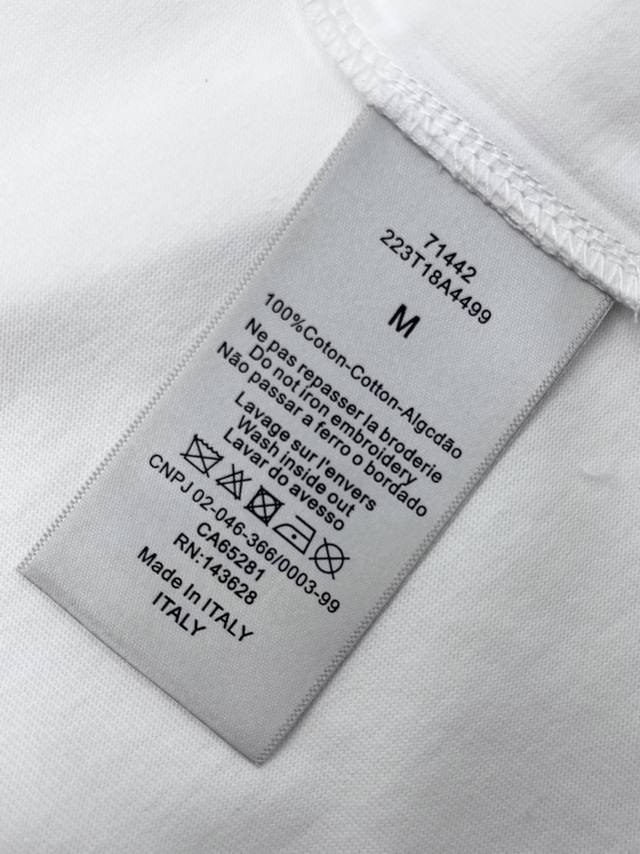 71442
223T18A4499
M
100%Coton-Cotton-Algcdão
Ne pas repasser la broderie
Do not iron embroidery
Não passar a ferro o bordado
Lavage sur l'envers
Wash inside out
Lavar do avesso
CNPJ 02-046-366/0003-99
CA65281
RN:143628
Made In ITALY
ITALY